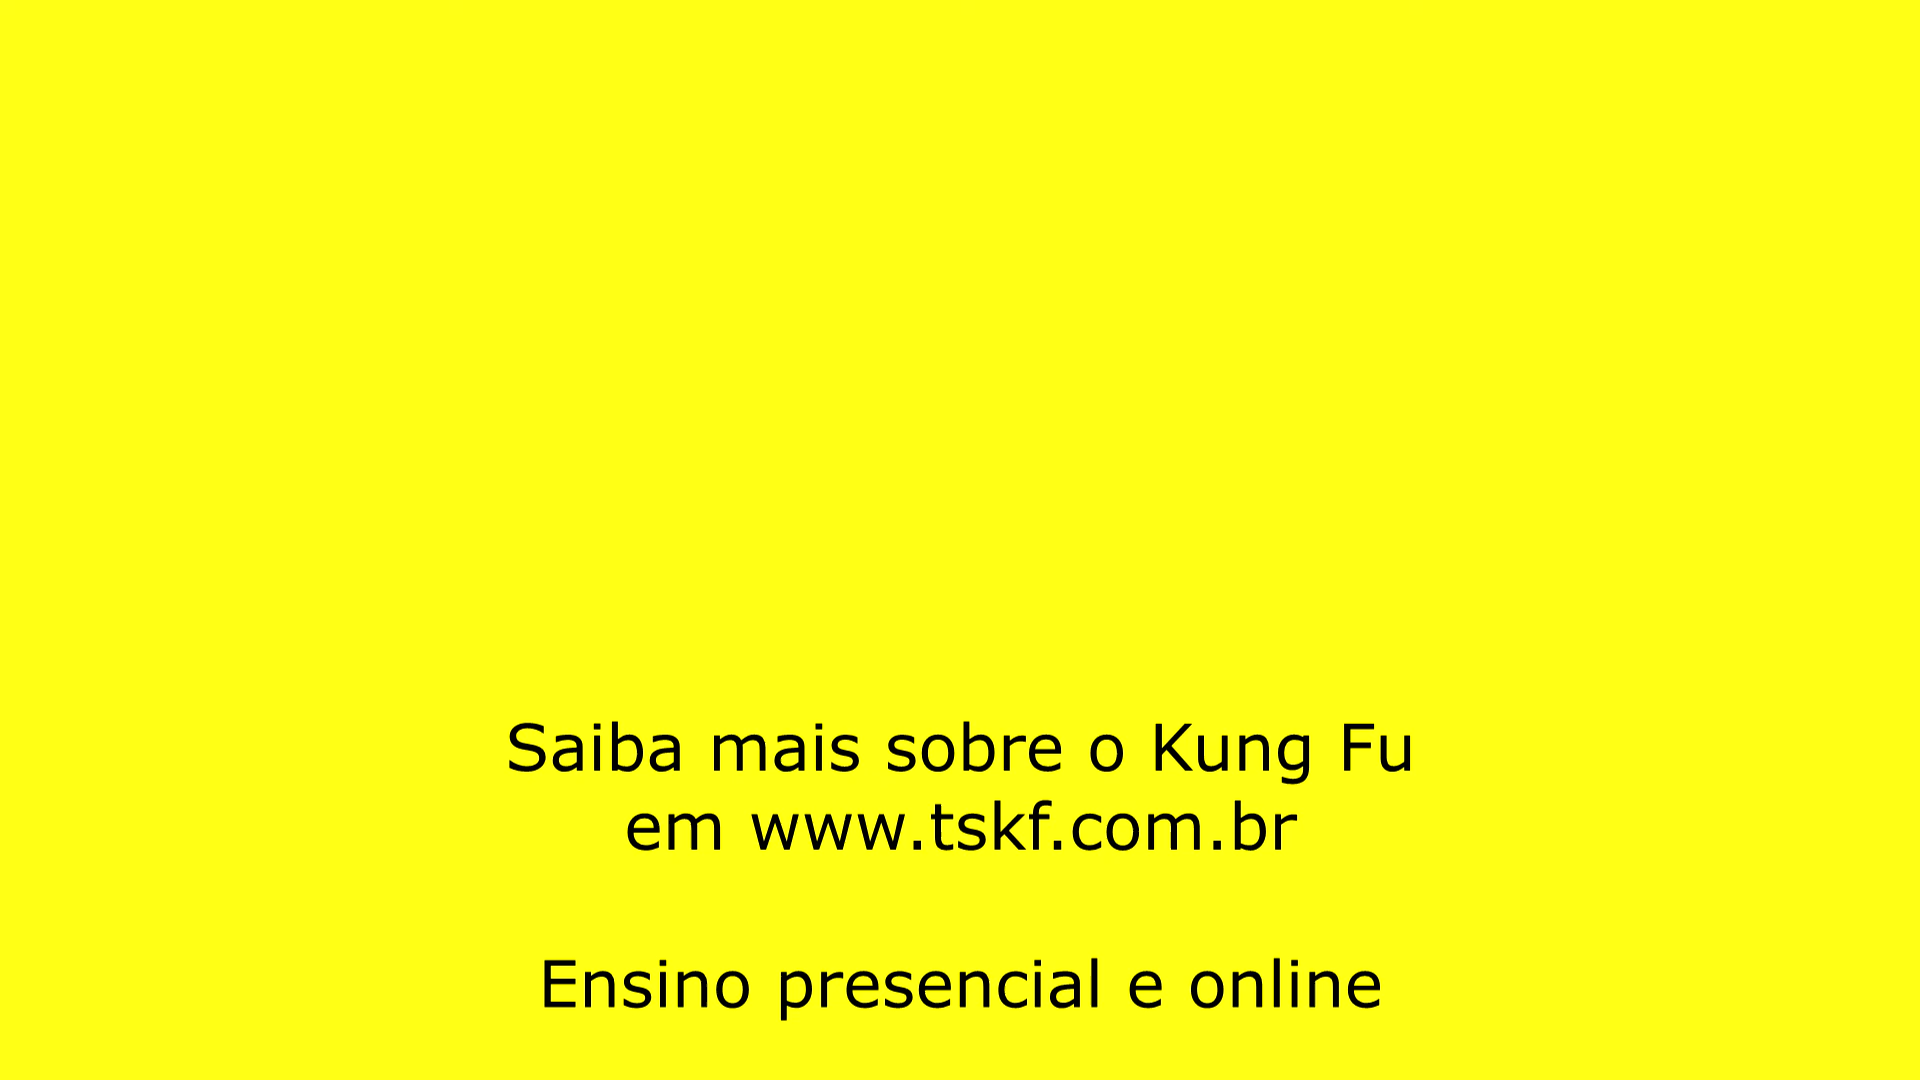 Saiba mais sobre o Kung Fu
em www.tskf.com.br
Ensino presencial e online